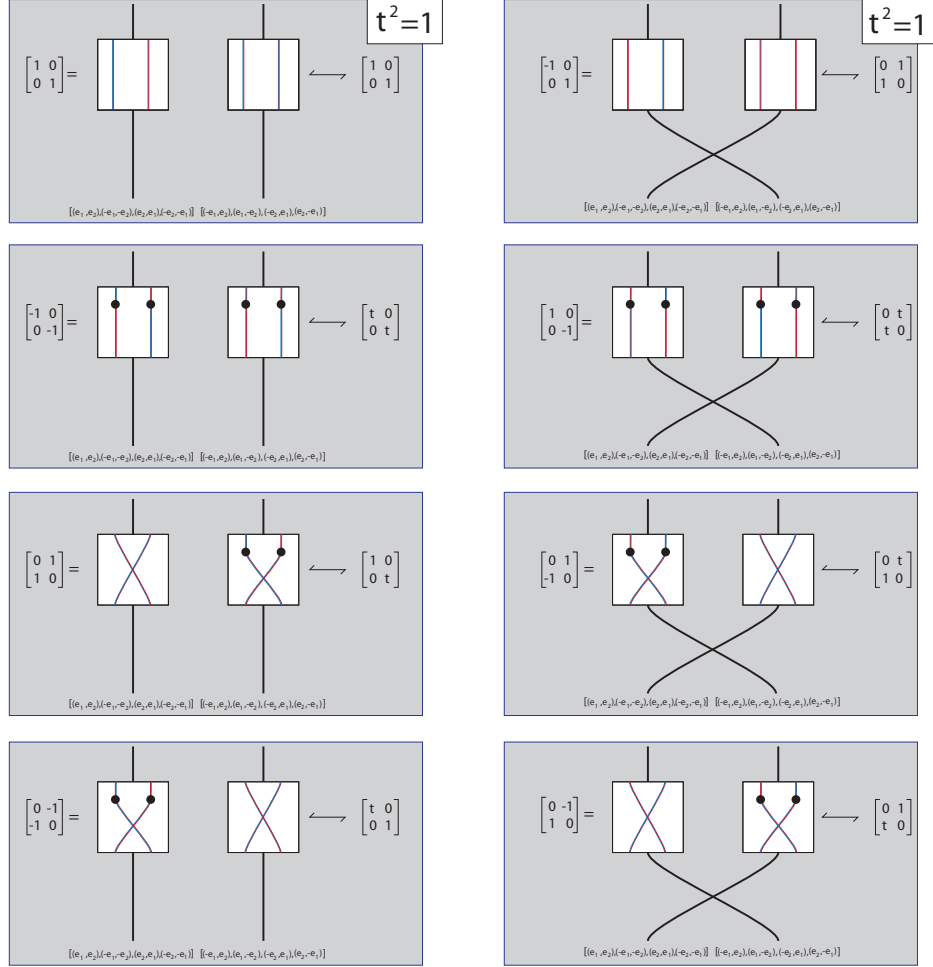 t²=1
[1 0
0 1] =
[1 0
0 1]
[(e₁,e₂),(-e₁,-e₂),(e₂,e₁),(-e₂,-e₁)] [(-e₁,e₂),(e₁,-e₂),(-e₂,e₁),(e₂,-e₁)]
t²=1
[-1 0
0 1] =
[0 1
1 0]
[(e₁,e₂),(-e₁,-e₂),(e₂,e₁),(-e₂,-e₁)] [(-e₁,e₂),(e₁,-e₂),(-e₂,e₁),(e₂,-e₁)]
[-1 0
0 -1] =
[t 0
0 t]
[(e₁,e₂),(-e₁,-e₂),(e₂,e₁),(-e₂,-e₁)] [(-e₁,e₂),(e₁,-e₂),(-e₂,e₁),(e₂,-e₁)]
[1 0
0 -1] =
[0 t
t 0]
[(e₁,e₂),(-e₁,-e₂),(e₂,e₁),(-e₂,-e₁)] [(-e₁,e₂),(e₁,-e₂),(-e₂,e₁),(e₂,-e₁)]
[0 1
1 0] =
[1 0
0 t]
[(e₁,e₂),(-e₁,-e₂),(e₂,e₁),(-e₂,-e₁)] [(-e₁,e₂),(e₁,-e₂),(-e₂,e₁),(e₂,-e₁)]
[0 1
-1 0] =
[0 t
1 0]
[(e₁,e₂),(-e₁,-e₂),(e₂,e₁),(-e₂,-e₁)] [(-e₁,e₂),(e₁,-e₂),(-e₂,e₁),(e₂,-e₁)]
[0 -1
-1 0] =
[t 0
0 1]
[(e₁,e₂),(-e₁,-e₂),(e₂,e₁),(-e₂,-e₁)] [(-e₁,e₂),(e₁,-e₂),(-e₂,e₁),(e₂,-e₁)]
[0 -1
1 0] =
[0 1
t 0]
[(e₁,e₂),(-e₁,-e₂),(e₂,e₁),(-e₂,-e₁)] [(-e₁,e₂),(e₁,-e₂),(-e₂,e₁),(e₂,-e₁)]